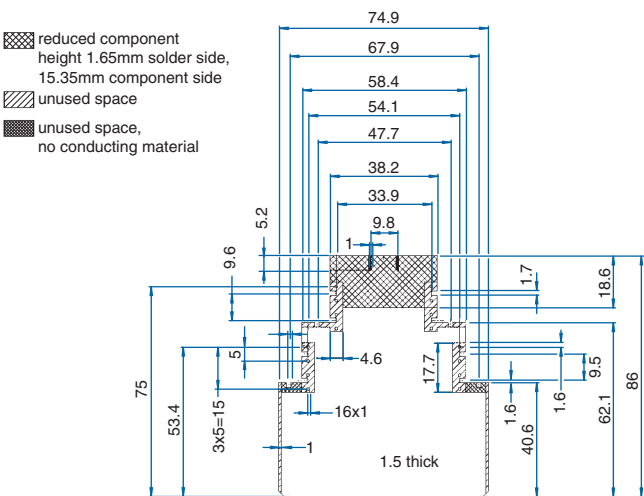 74.9
reduced component
height 1.65mm solder side,
15.35mm component side
67.9
unused space
58.4
unused space,
no conducting material
54.1
47.7
38.2
33.9
5.2
9.8
1
9.6
1.7
18.6
5
4.6
17.7
9.5
75
53.4
3x5=15
16x1
1.6
1.6
40.6
62.1
86
1
1.5 thick